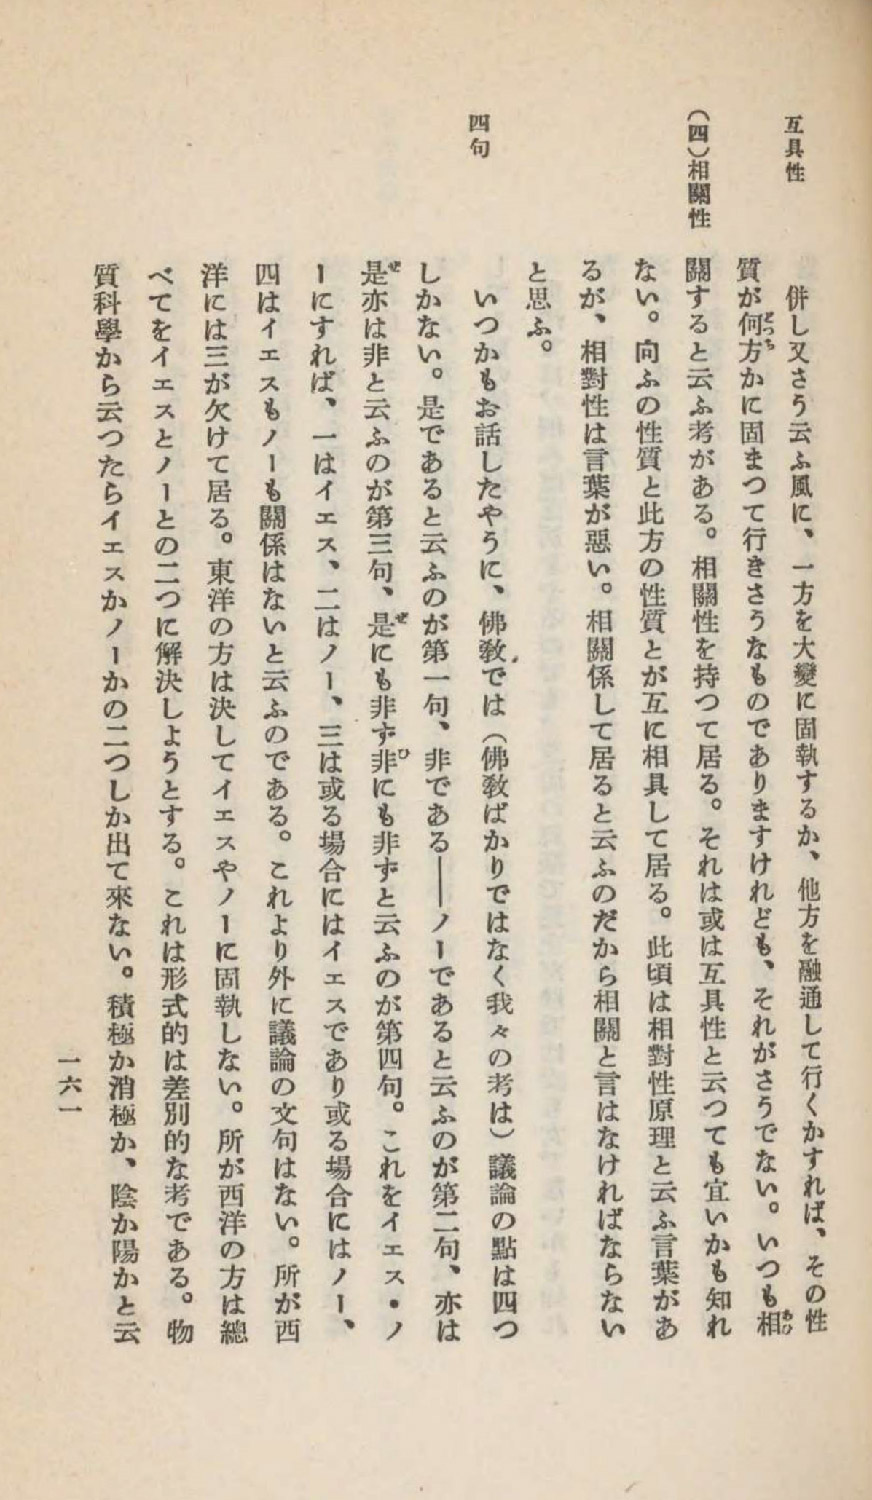 互具性
(四)相關性
四句
併し又さう云ふ風に、一方を大變に固執するか、他方を融通して行くかすれば、その性
質が何方かに固まつて行きさうなものでありますけれども、それがさうでない。いつも相
關すると云ふ考がある。相關性を持つて居る。それは或は互具性と云つても宜いかも知れ
ない。向ふの性質と此方の性質とが互に相具して居る。此頃は相對性原理と云ふ言葉があ
るが、相對性は言葉が惡い。相關係して居ると云ふのだから相關と言はなければならない
と思ふ。
いつかもお話したやうに、佛敎では(佛敎ばかりではなく我々の考は)議論の點は四つ
しかない。是であると云ふのが第一句、非である――ノーであると云ふのが第二句、亦は
是亦は非と云ふのが第三句、是にも非ず非にも非ずと云ふのが第四句。これをイエス・ノ
ーにすれば、一はイエス、二はノー、三は或る場合にはイエスであり或る場合にはノー、
四はイエスもノーも關係はないと云ふのである。これより外に議論の文句はない。所が西
洋には三が欠けて居る。東洋の方は決してイエスやノーに固執しない。所が西洋の方は總
べてをイエスとノーとの二つに解決しようとする。これは形式的は差別的な考である。物
質科學から云つたらイエスかノーかの二つしか出て來ない。積極か消極か、陰か陽かと云
一六一